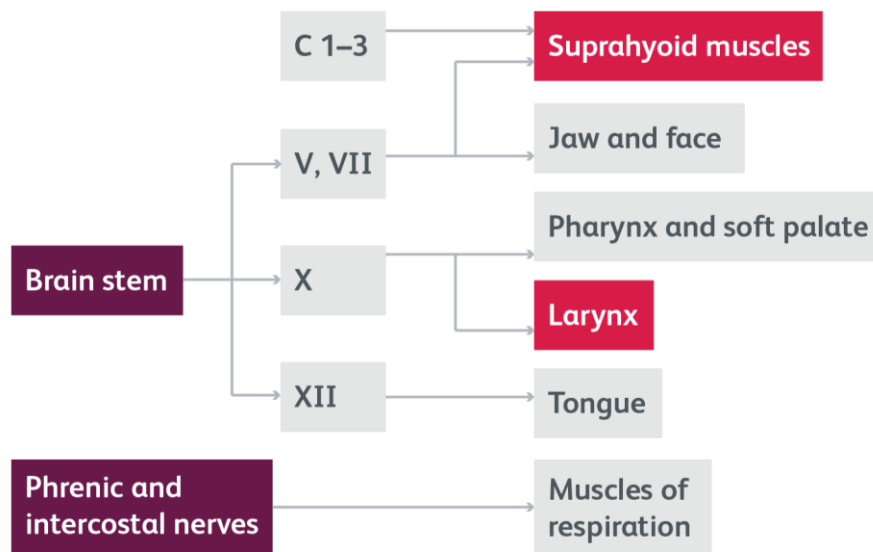 C 1–3
Suprahyoid muscles
V, VII
Jaw and face
Pharynx and soft palate
Brain stem
X
Larynx
XII
Tongue
Phrenic and
intercostal nerves
Muscles of
respiration